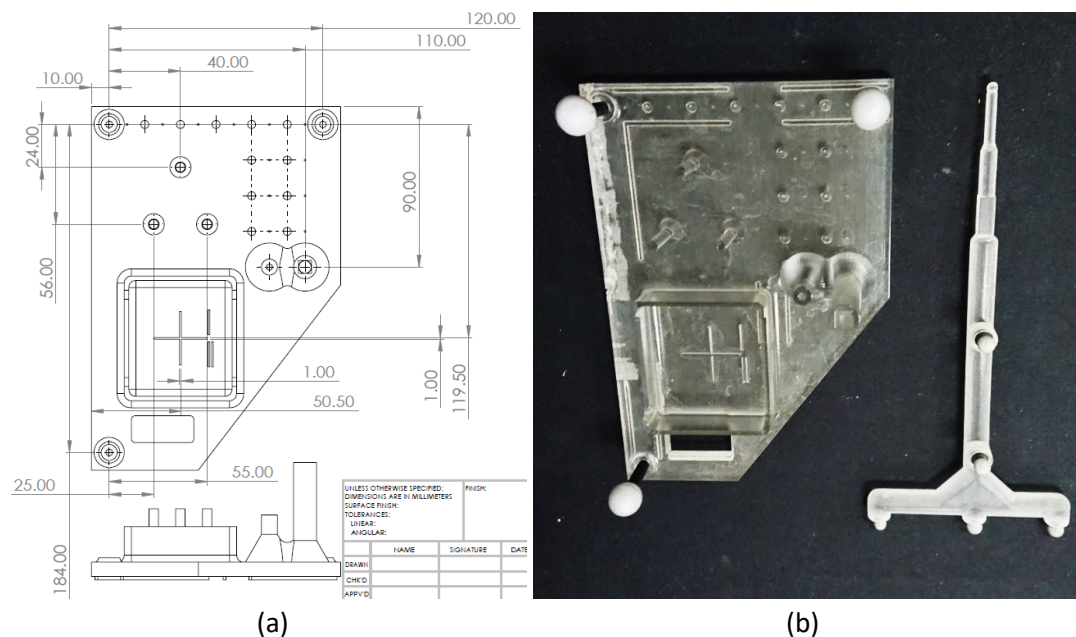 120.00
110.00
40.00
10.00
24.00
90.00
56.00
1.00
1.00
119.50
50.50
55.00
25.00
184.00
UNLESS OTHERWISE SPECIFIED:
FINISH:
DIMENSIONS ARE IN MILLIMETERS
SURFACE FINISH:
TOLERANCES:
LINEAR:
ANGULAR:
NAME
SIGNATURE
DATE
DRAWN
CHK'D
APPV'D
(a)
(b)